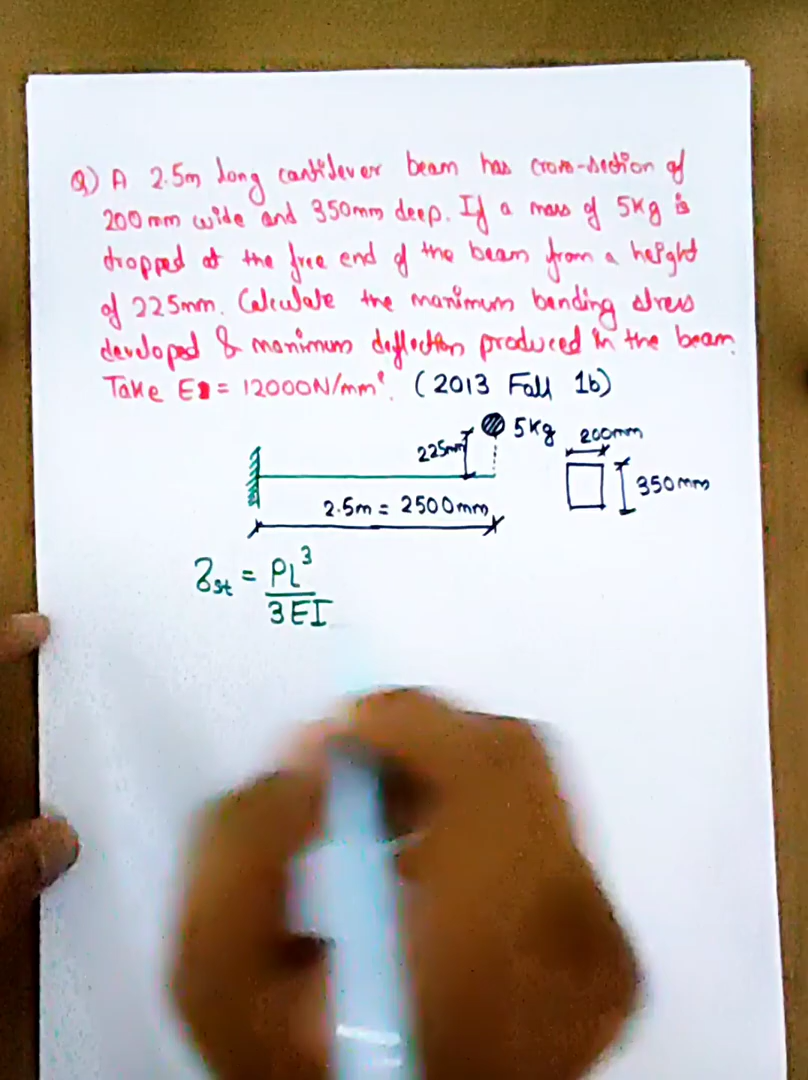 Q) A 2.5m long cantilever beam has cross-section of
200mm wide and 350mm deep. If a mass of 5Kg is
dropped at the free end of the beam from a height
of 225mm. Calculate the maximum bending stress
developed & maximum deflection produced in the beam.
Take E = 12000N/mm². (2013 Fall 1b)
225mm 5Kg 200mm
350mm
2.5m = 2500mm
δst = PL³
3EI